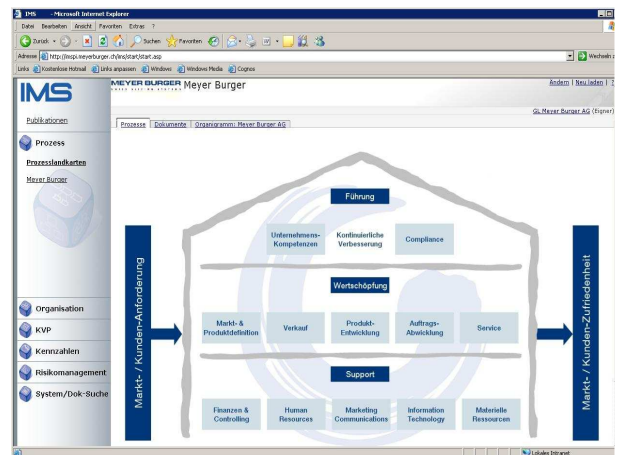 IMS - Microsoft Internet Explorer
Datei Bearbeiten Ansicht Favoriten Extras ?
Zurück Suchen Favoriten
Adresse http://imspi.meyerburger.ch/ims/start/start.asp Wechseln z
Links Kostenlose Hotmail Links anpassen Windows Windows Media Cognos
IMS
MEYER BURGER Meyer Burger
Ändern | Neu laden |
GL Meyer Burger AG (Eigner)
Publikationen
Prozesse Dokumente Organigramm: Meyer Burger AG
Prozess
Prozesslandkarten
Meyer Burger
Organisation
KVP
Kennzahlen
Risikomanagement
System/Dok-Suche
Markt- / Kunden-Anforderung
Führung
Unternehmens-
Kompetenzen
Kontinuierliche
Verbesserung
Compliance
Wertschöpfung
Markt- &
Produktdefinition
Verkauf
Produkt-
Entwicklung
Auftrags-
Abwicklung
Service
Support
Finanzen &
Controlling
Human
Resources
Marketing
Communications
Information
Technology
Materielle
Ressourcen
Markt- / Kunden-Zufriedenheit
Lokales Intranet